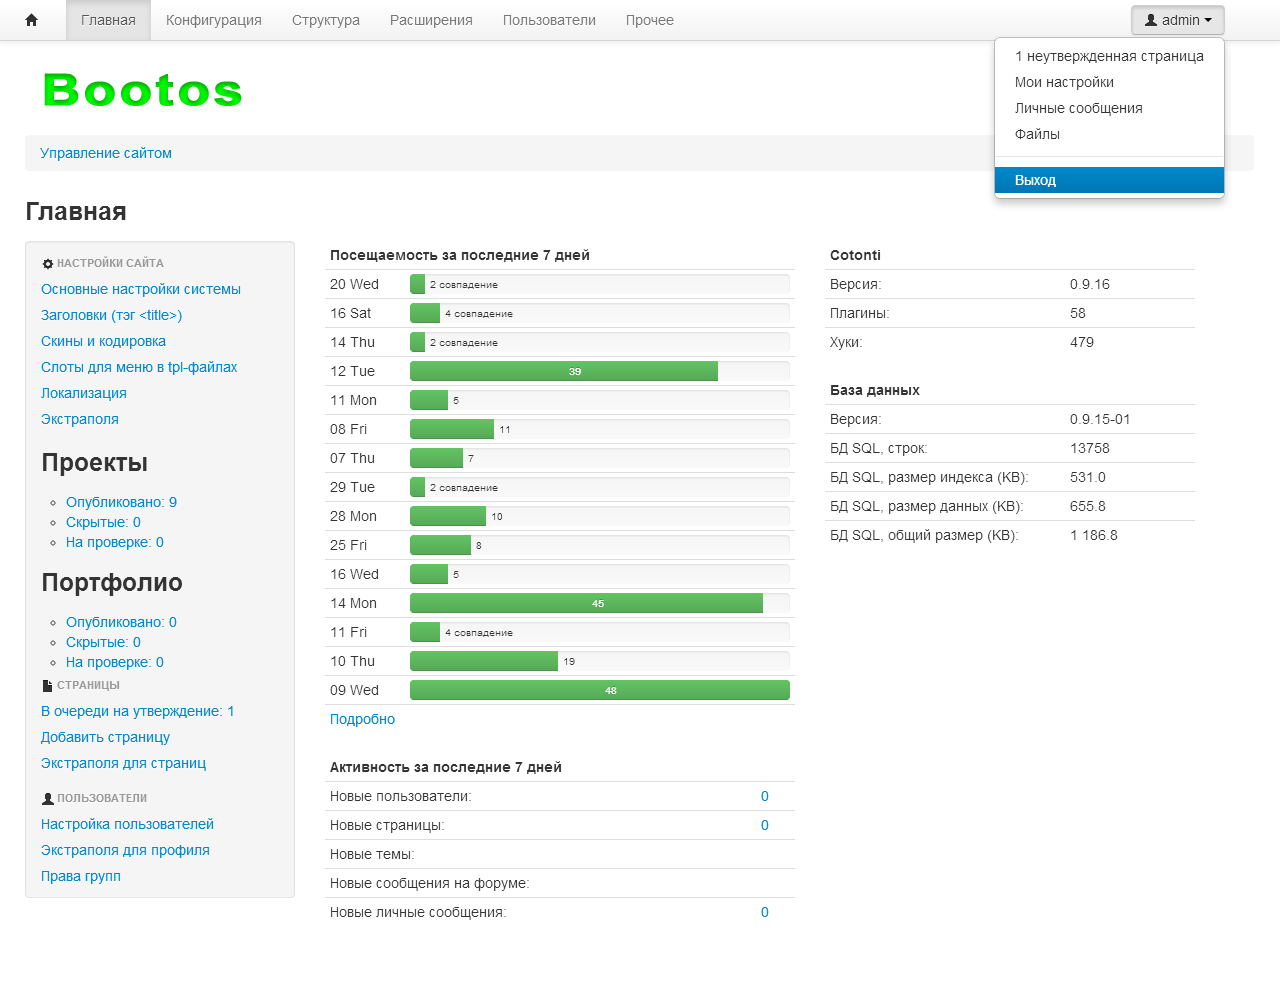 Главная
Конфигурация
Структура
Расширения
Пользователи
Прочее
admin
1 неутвержденная страница
Мои настройки
Личные сообщения
Файлы
Выход
Bootos
Управление сайтом
Главная
НАСТРОЙКИ САЙТА
Основные настройки системы
Заголовки (тэг <title>)
Скины и кодировка
Слоты для меню в tpl-файлах
Локализация
Экстраполя
Проекты
Опубликовано: 9
Скрытые: 0
На проверке: 0
Портфолио
Опубликовано: 0
Скрытые: 0
На проверке: 0
СТРАНИЦЫ
В очереди на утверждение: 1
Добавить страницу
Экстраполя для страниц
ПОЛЬЗОВАТЕЛИ
Настройка пользователей
Экстраполя для профиля
Права групп
Посещаемость за последние 7 дней
20 Wed 2 совпадение
16 Sat 4 совпадение
14 Thu 2 совпадение
12 Tue 39
11 Mon 5
08 Fri 11
07 Thu 7
29 Tue 2 совпадение
28 Mon 10
25 Fri 8
16 Wed 5
14 Mon 45
11 Fri 4 совпадение
10 Thu 19
09 Wed 48
Подробно
Активность за последние 7 дней
Новые пользователи: 0
Новые страницы: 0
Новые темы:
Новые сообщения на форуме:
Новые личные сообщения: 0
Cotonti
Версия: 0.9.16
Плагины: 58
Хуки: 479
База данных
Версия: 0.9.15-01
БД SQL, строк: 13758
БД SQL, размер индекса (KB): 531.0
БД SQL, размер данных (KB): 655.8
БД SQL, общий размер (KB): 1 186.8